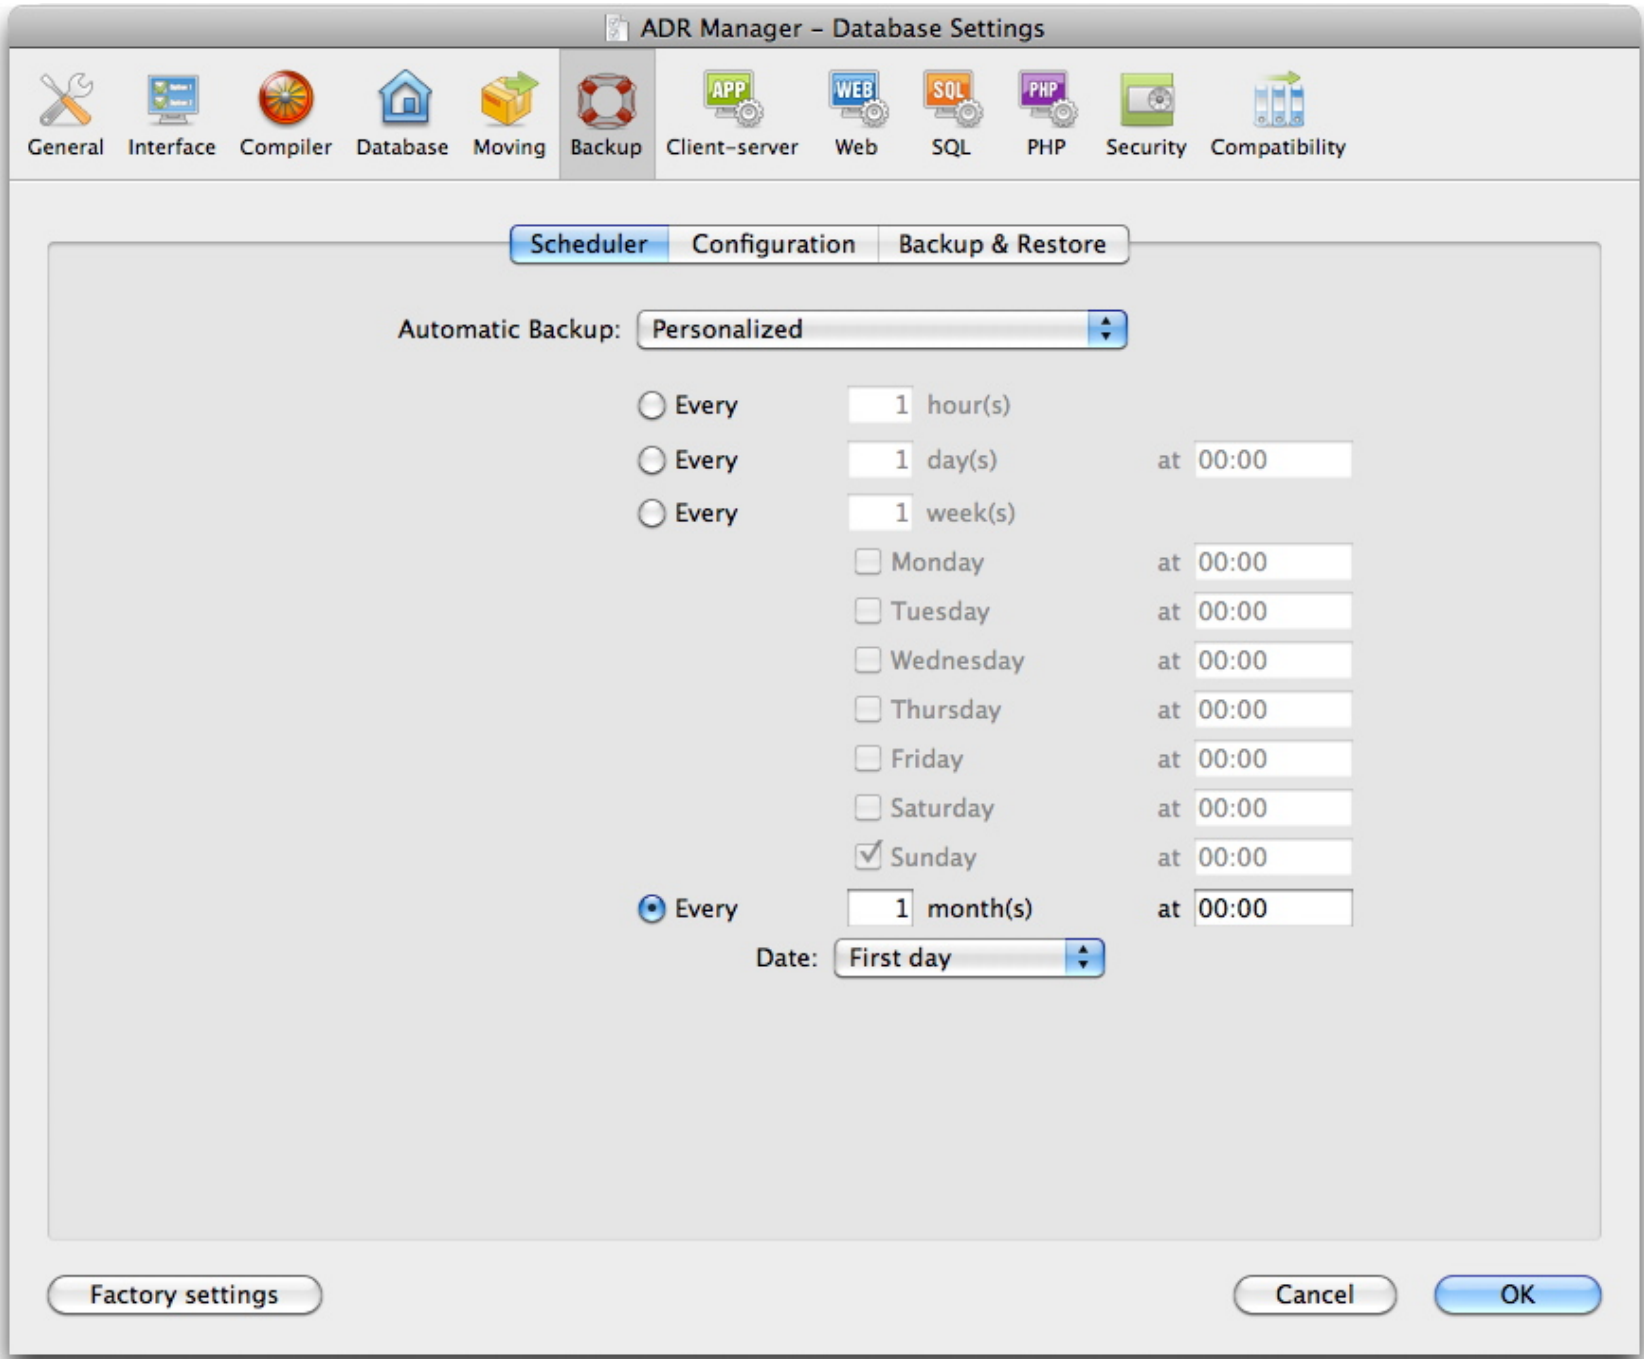 ADR Manager – Database Settings
APP WEB SQL PHP
General Interface Compiler Database Moving Backup Client-server Web SQL PHP Security Compatibility
Scheduler Configuration Backup & Restore
Automatic Backup: Personalized
Every 1 hour(s)
Every 1 day(s) at 00:00
Every 1 week(s)
Monday at 00:00
Tuesday at 00:00
Wednesday at 00:00
Thursday at 00:00
Friday at 00:00
Saturday at 00:00
Sunday at 00:00
Every 1 month(s) at 00:00
Date: First day
Factory settings Cancel OK